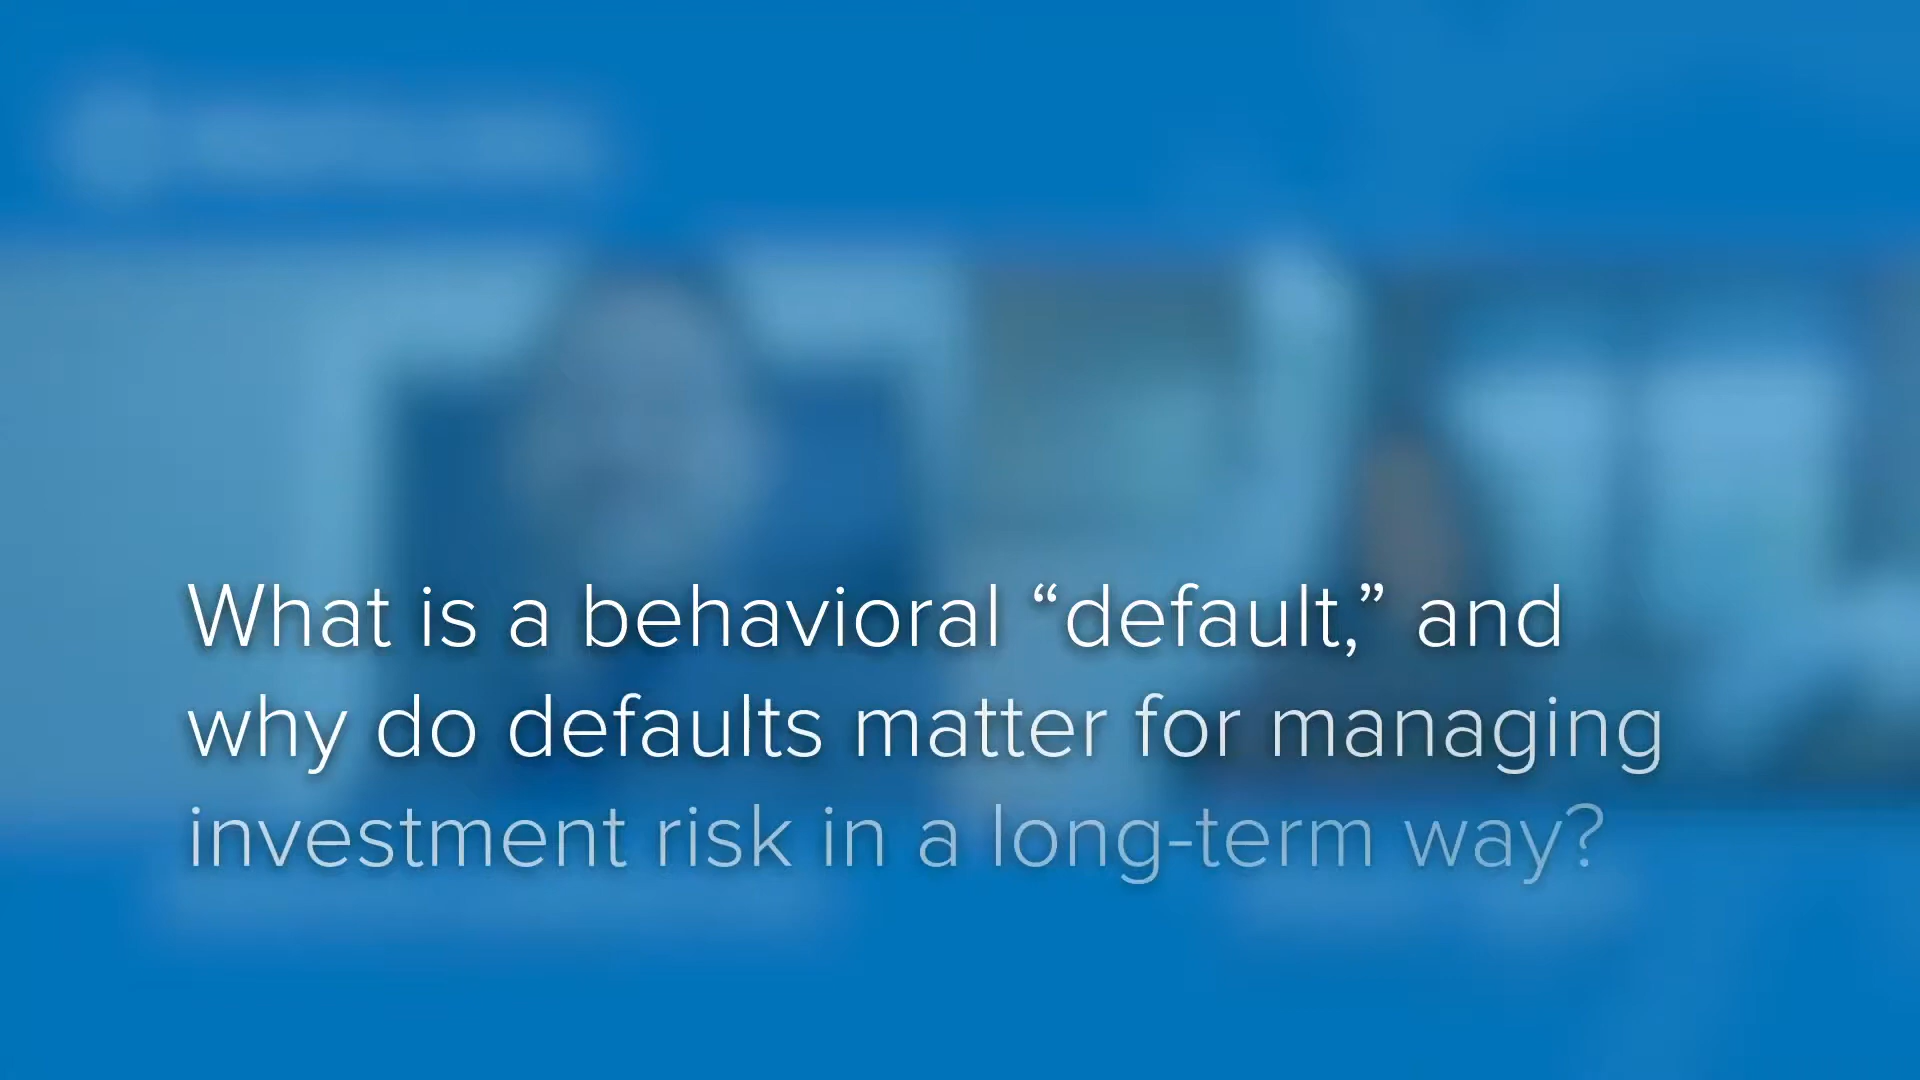 What is a behavioral “default,” and
why do defaults matter for managing
investment risk in a long-term way?